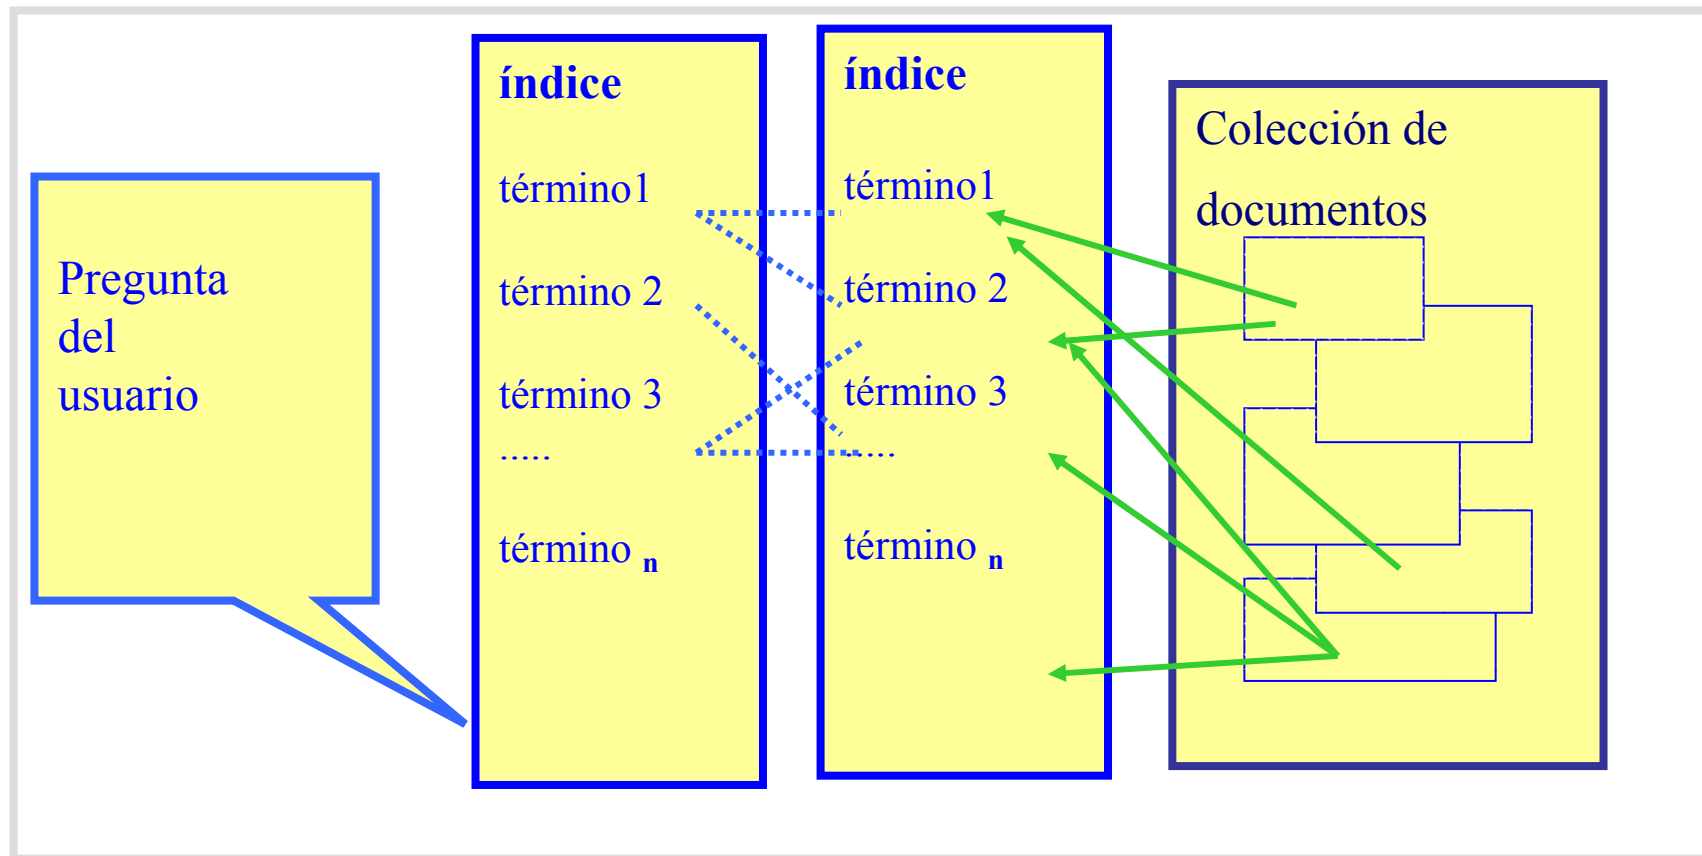 Pregunta
del
usuario
índice
término1
término 2
término 3
.....
término n
índice
término1
término 2
término 3
.....
término n
Colección de
documentos